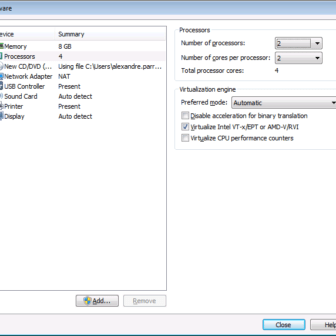 ware
evice Summary
Memory 8 GB
Processors 4
New CD/DVD (... Using file C:\Users\alexandre.parr...
Network Adapter NAT
USB Controller Present
Sound Card Auto detect
Printer Present
Display Auto detect
Add...
Remove
Processors
Number of processors: 2
Number of cores per processor: 2
Total processor cores: 4
Virtualization engine
Preferred mode: Automatic
Disable acceleration for binary translation
Virtualize Intel VT-x/EPT or AMD-V/RVI
Virtualize CPU performance counters
Close
Help